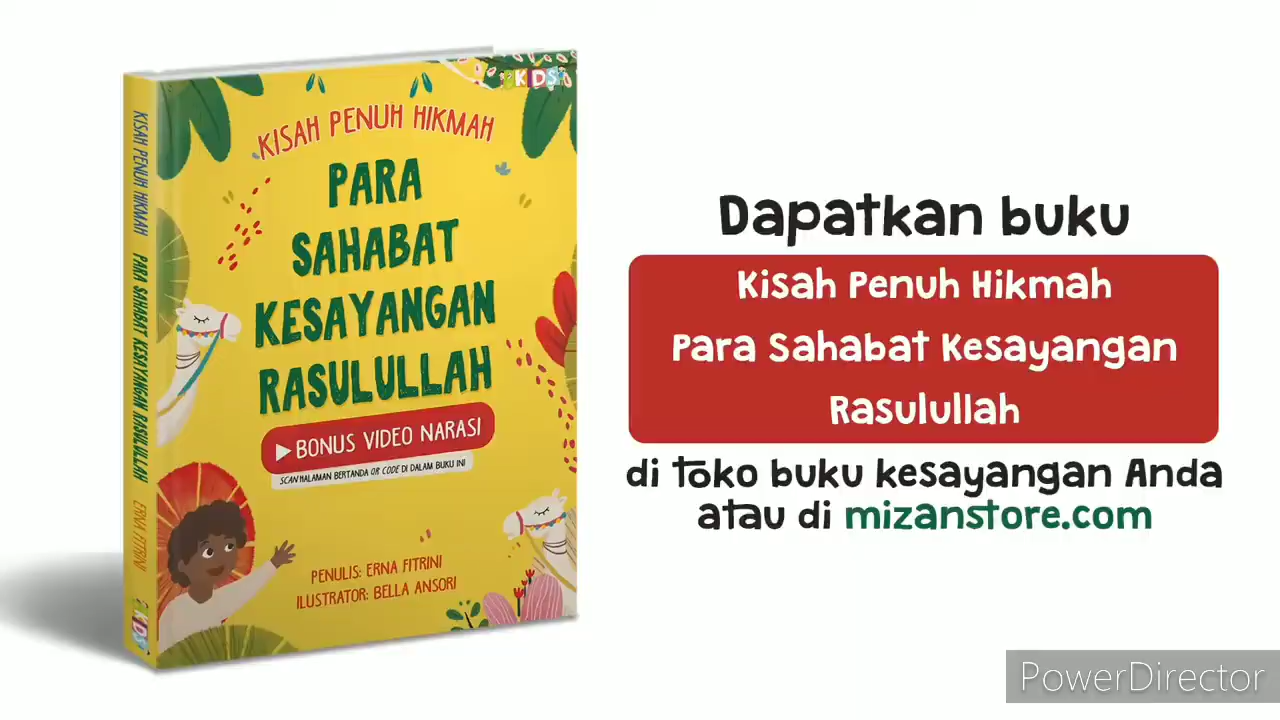 KIDS
KISAH PENUH HIKMAH
PARA
SAHABAT
KESAYANGAN
RASULULLAH
BONUS VIDEO NARASI
SCAN HALAMAN BERTANDA QR CODE DI DALAM BUKU INI
PENULIS: ERNA FITRINI
ILUSTRATOR: BELLA ANSORI
KISAH PENUH HIKMAH PARA SAHABAT KESAYANGAN RASULULLAH ERNA FITRINI KIDS
Dapatkan buku
Kisah Penuh Hikmah
Para Sahabat Kesayangan
Rasulullah
di toko buku kesayangan Anda
atau di mizanstore.com
PowerDirector